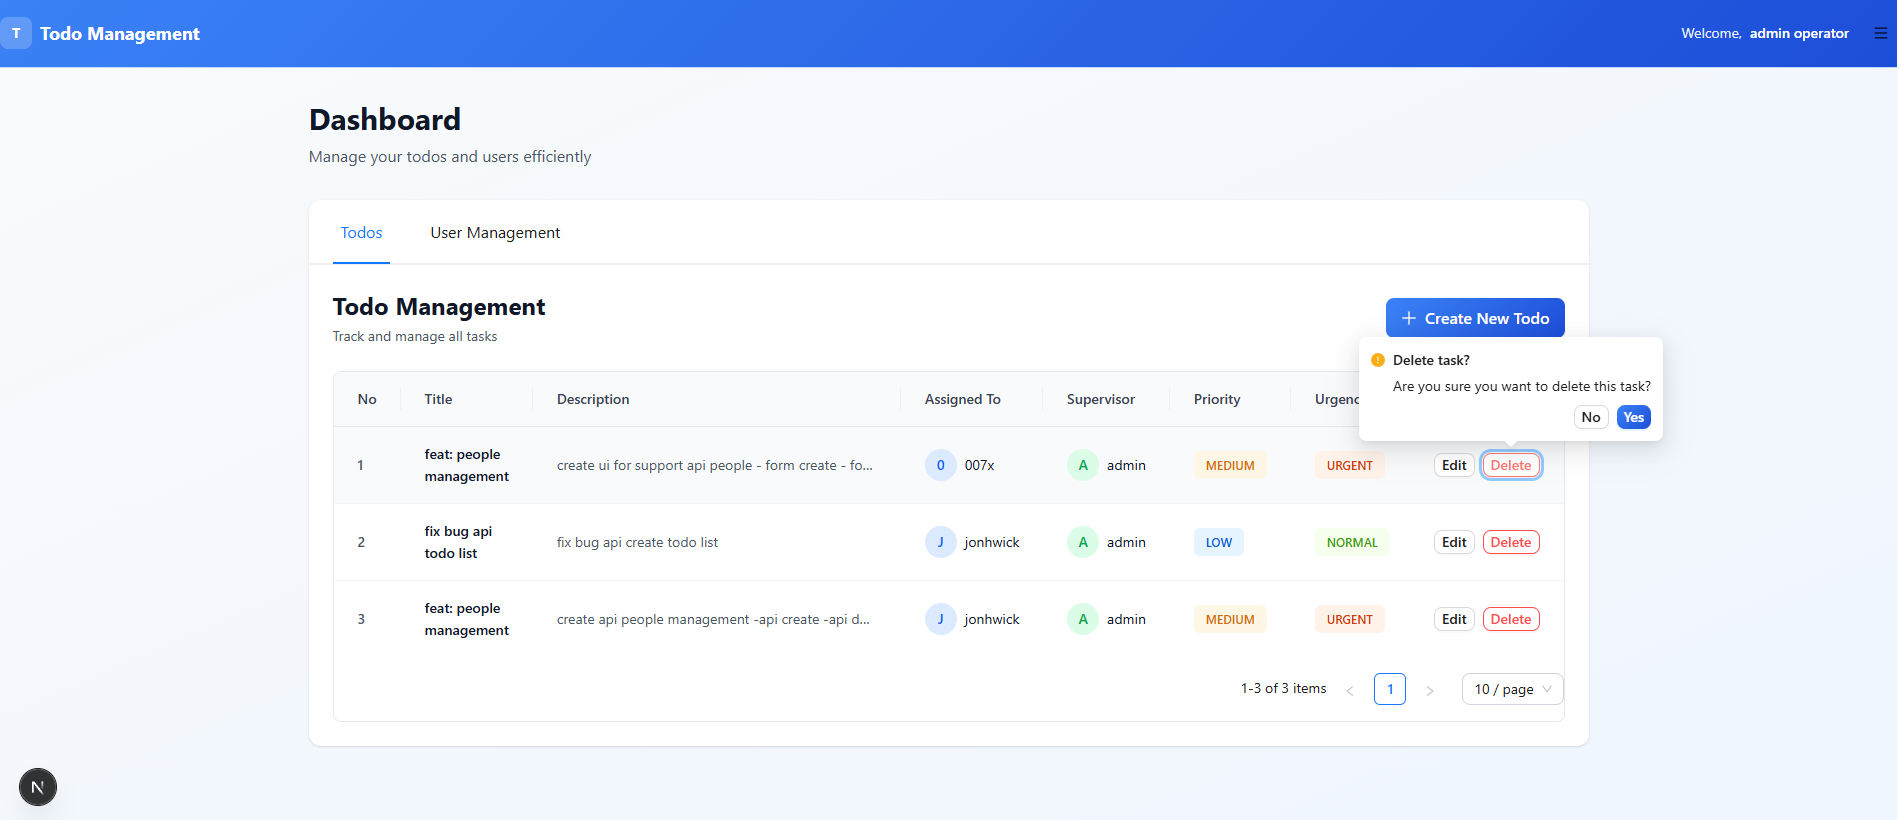 T Todo Management
Welcome, admin operator
Dashboard
Manage your todos and users efficiently
Todos User Management
Todo Management
Track and manage all tasks
+ Create New Todo
Delete task?
Are you sure you want to delete this task?
No Yes
No Title Description Assigned To Supervisor Priority
1 feat: people management create ui for support api people - form create - fo... 0 007x A admin MEDIUM URGENT Edit Delete
2 fix bug api todo list fix bug api create todo list J jonhwick A admin LOW NORMAL Edit Delete
3 feat: people management create api people management -api create -api d... J jonhwick A admin MEDIUM URGENT Edit Delete
1-3 of 3 items < 1 > 10 / page
N